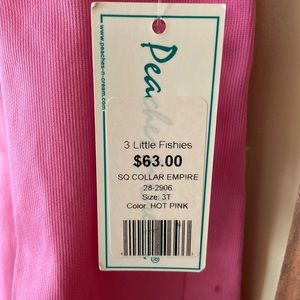 www.peaches-n-cream.com
Peache
3 Little Fishies
$63.00
SQ COLLAR EMPIRE
28-2906
Size: 3T
Color: HOT PINK
®